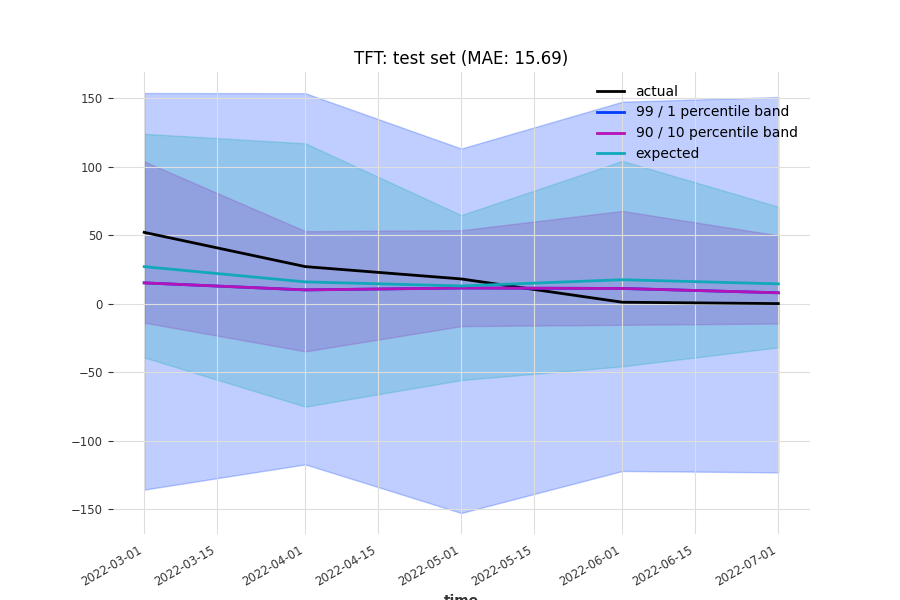 TFT: test set (MAE: 15.69)
actual
99 / 1 percentile band
90 / 10 percentile band
expected
150
100
50
0
−50
−100
−150
2022-03-01
2022-03-15
2022-04-01
2022-04-15
2022-05-01
2022-05-15
2022-06-01
2022-06-15
2022-07-01
time